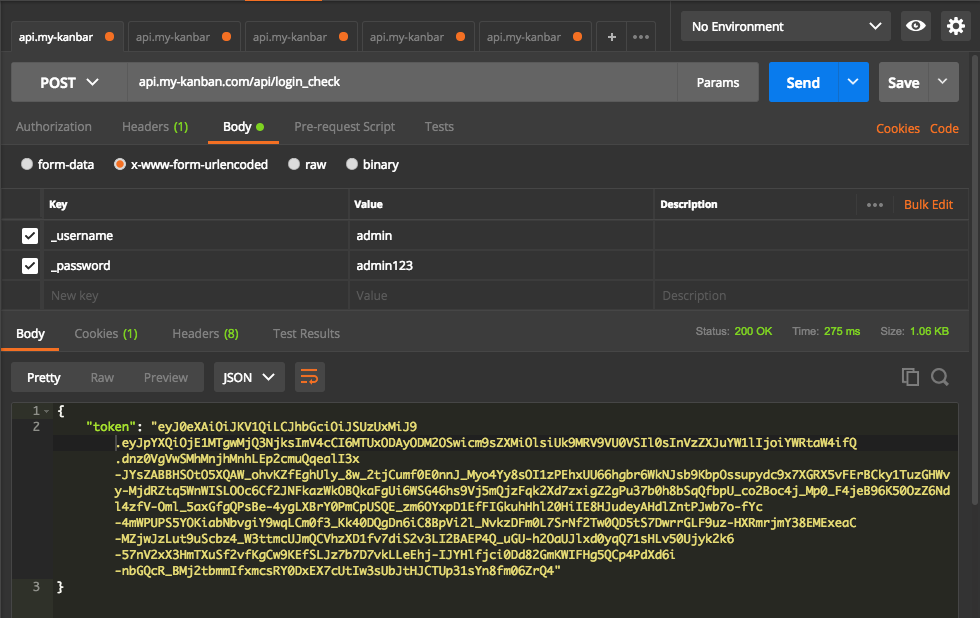 api.my-kanbar api.my-kanbar api.my-kanbar api.my-kanbar api.my-kanbar + ••• No Environment
POST api.my-kanban.com/api/login_check Params Send Save
Authorization Headers (1) Body Pre-request Script Tests Cookies Code
form-data x-www-form-urlencoded raw binary
Key Value Description ••• Bulk Edit
_username admin
_password admin123
New key Value Description
Body Cookies (1) Headers (8) Test Results Status: 200 OK Time: 275 ms Size: 1.06 KB
Pretty Raw Preview JSON
1 {
2 "token": "eyJ0eXAiOiJKV1QiLCJhbGciOiJSUzUxMiJ9
.eyJpYXQiOjE1MTgwMjQ3NjksImV4cCI6MTUxODAyODM2OSwicm9sZXMiOlsiUk9MRV9VU0VSIl0sInVzZXJuYW1lIjoiYWRtaW4ifQ
.dnz0VgVwSMhMnjhMnhLEp2cmuQqealI3x
-JYsZABBHSOtO5XQAW_ohvKZfEghUly_8w_2tjCumf0E0nnJ_Myo4Yy8sOI1zPEhxUU66hgbr6WkNJsb9KbpOssupydc9x7XGRX5vFErBCky1TuzGHWv
y-MjdRZtq5WnWISLOOc6Cf2JNFkazWkOBQkaFgUi6WSG46hs9Vj5mQjzFqk2Xd7zxigZZgPu37b0h8bSqQfbpU_co2Boc4j_Mp0_F4jeB96K50OzZ6Nd
l4zfV-Oml_5axGfgQPsBe-4ygLXBrY0PmCpUSQE_zm6OYxpD1EfFIGkuhHhl20HiIE8HJudeyAHdlZntPJwb7o-fYc
-4mWPUPS5YOKiabNbvgiY9wqLCm0f3_Kk40DQgDn6iC8BpVi2l_NvkzDFm0L7SrNf2Tw0QD5tS7DwrrGLF9uz-HXRmrjmY38EMExeaC
-MZjwJzLut9uScbz4_W3ttmcUJmQCVhzXD1fv7diS2v3LI2BAEP4Q_uGU-h2OaUJlxd0yqQ71sHLv50Ujyk2k6
-57nV2xX3HmTXuSf2vfKgCw9KEfSLJz7b7D7vkLLeEhj-IJYHlfjci0Dd82GmKWIFHg5QCp4PdXd6i
-nbGQcR_BMj2tbmmIfxmcsRY0DxEX7cUtIw3sUbJtHJCTUp31sYn8fm06ZrQ4"
3 }